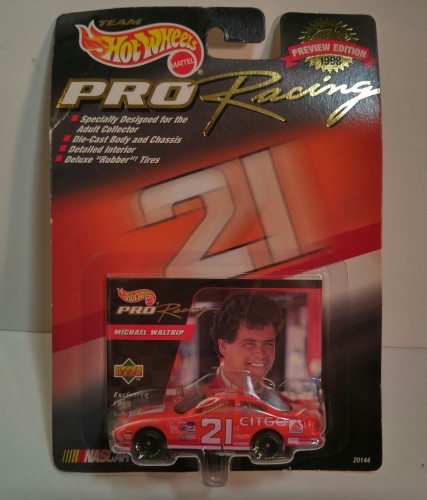 TEAM
Hot Wheels
MATTEL
PREVIEW EDITION
1998
PRO Racing
Specially Designed for the
Adult Collector
Die-Cast Body and Chassis
Detailed Interior
Deluxe "Rubber" Tires
21
Hot Wheels
PRO Racing
MICHAEL WALTRIP
Exclusive
CITGO
21
NASCAR
20144